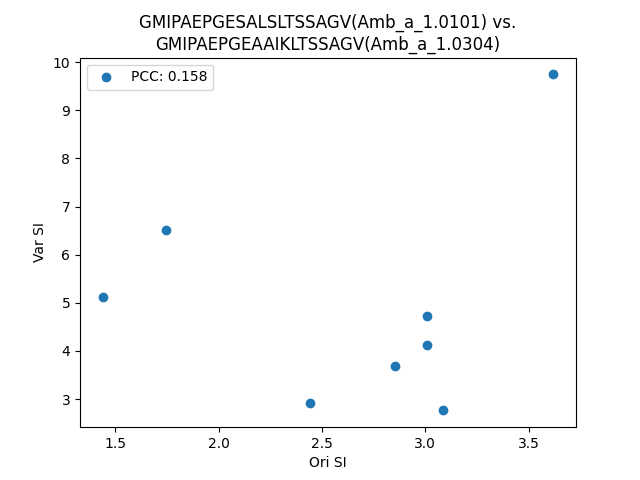 GMIPAEPGESALSLTSSAGV(Amb_a_1.0101) vs.
GMIPAEPGEAAIKLTSSAGV(Amb_a_1.0304)
PCC: 0.158
10
9
8
7
6
5
4
3
Var SI
1.5 2.0 2.5 3.0 3.5
Ori SI